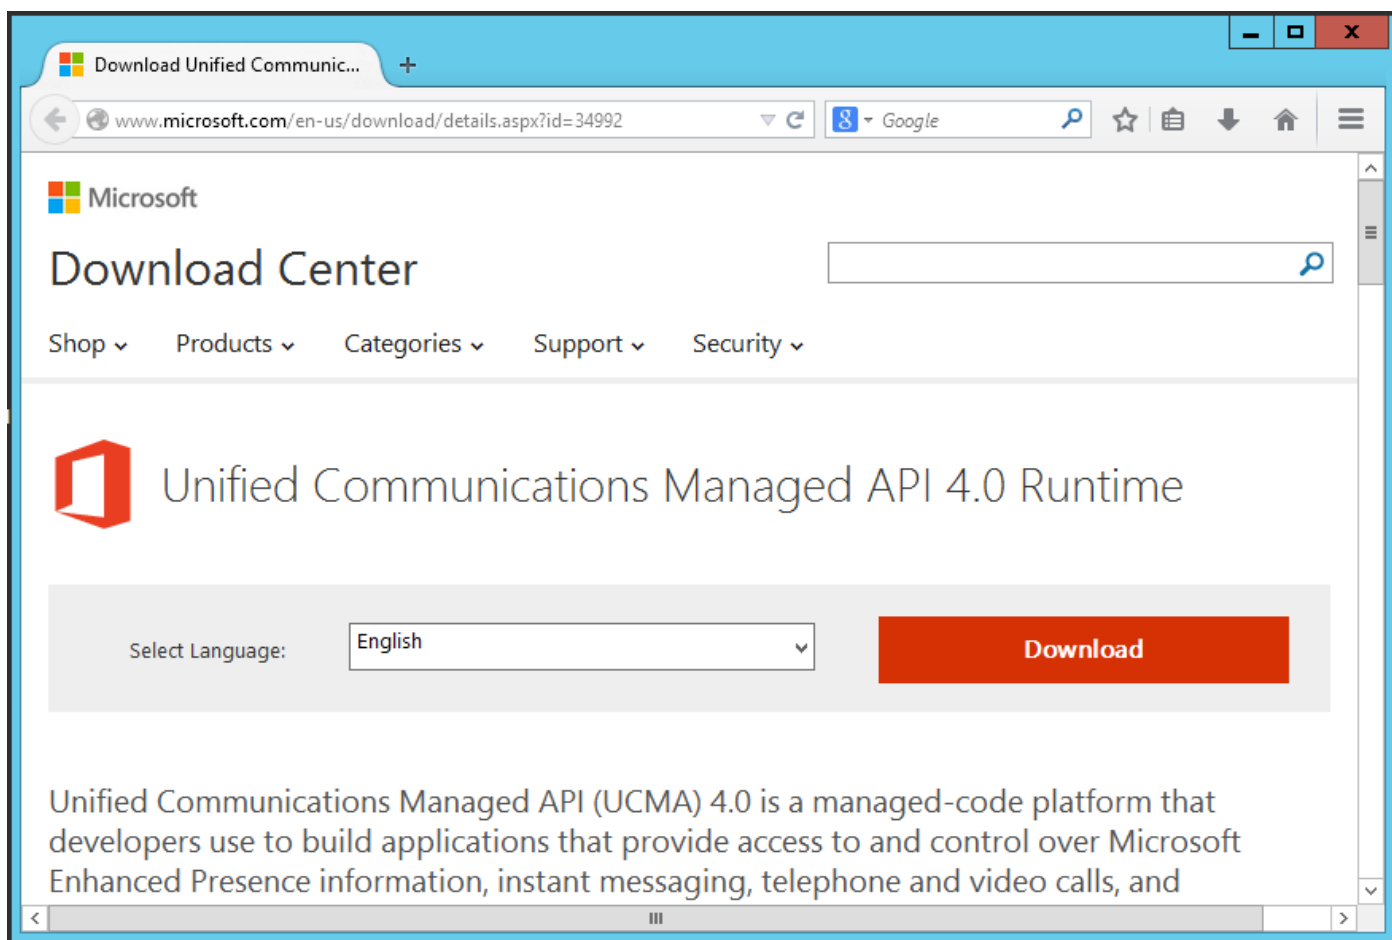 Download Unified Communic...
www.microsoft.com/en-us/download/details.aspx?id=34992
Google
Microsoft
Download Center
Shop Products Categories Support Security
Unified Communications Managed API 4.0 Runtime
Select Language: English Download
Unified Communications Managed API (UCMA) 4.0 is a managed-code platform that
developers use to build applications that provide access to and control over Microsoft
Enhanced Presence information, instant messaging, telephone and video calls, and